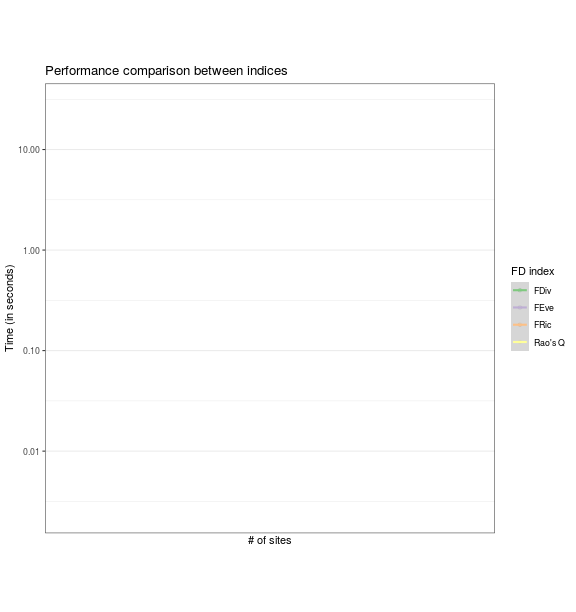 Performance comparison between indices
10.00
1.00
0.10
0.01
Time (in seconds)
# of sites
FD index
FDiv
FEve
FRic
Rao's Q